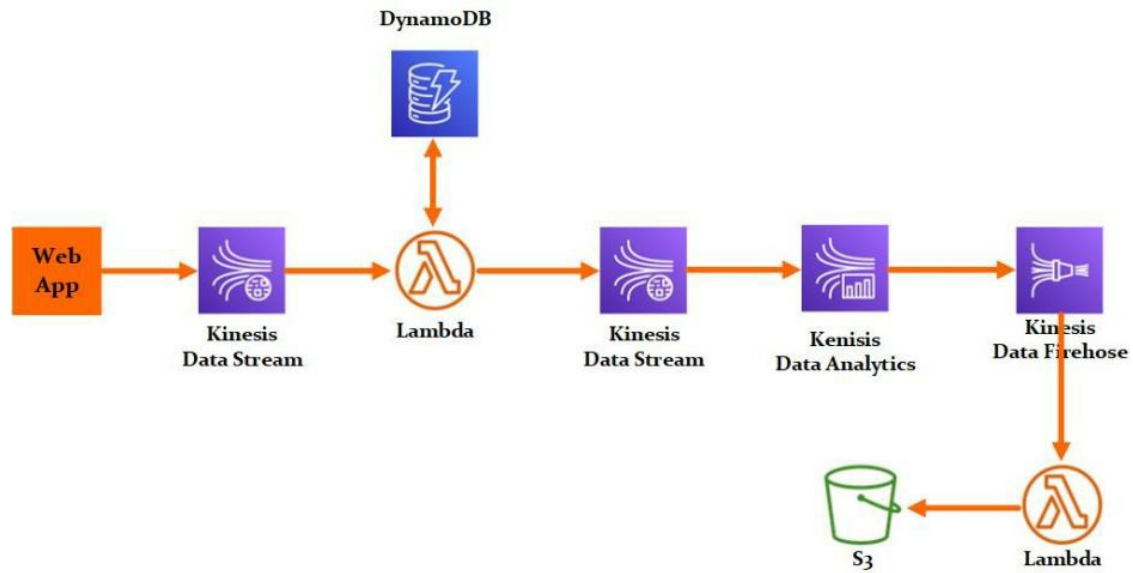 DynamoDB
Web
App
Kinesis
Data Stream
Lambda
Kinesis
Data Stream
Kenisis
Data Analytics
Kinesis
Data Firehose
S3
Lambda